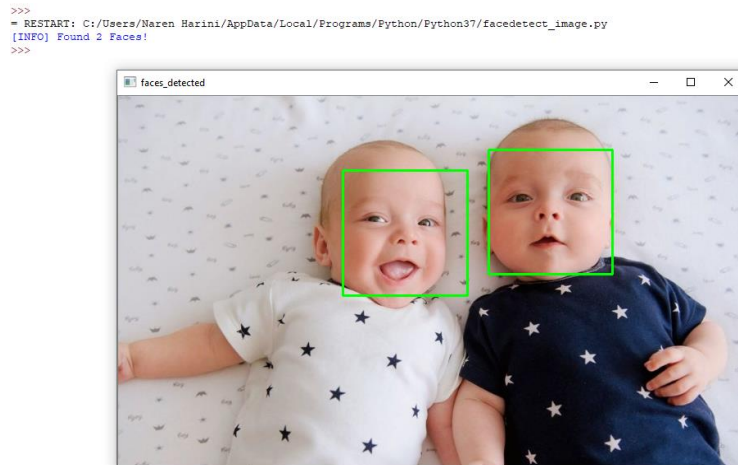 >>>
= RESTART: C:/Users/Naren Harini/AppData/Local/Programs/Python/Python37/facedetect_image.py
[INFO] Found 2 Faces!
>>>
faces_detected